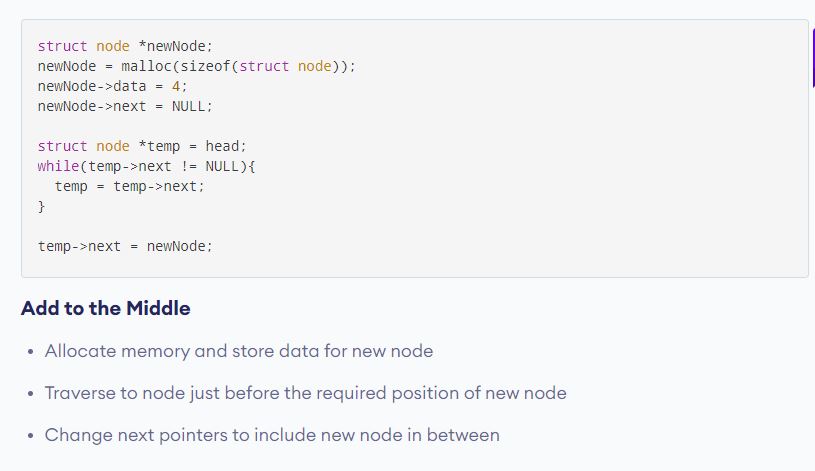 struct node *newNode;
newNode = malloc(sizeof(struct node));
newNode->data = 4;
newNode->next = NULL;
struct node *temp = head;
while(temp->next != NULL){
temp = temp->next;
}
temp->next = newNode;
Add to the Middle
• Allocate memory and store data for new node
• Traverse to node just before the required position of new node
• Change next pointers to include new node in between